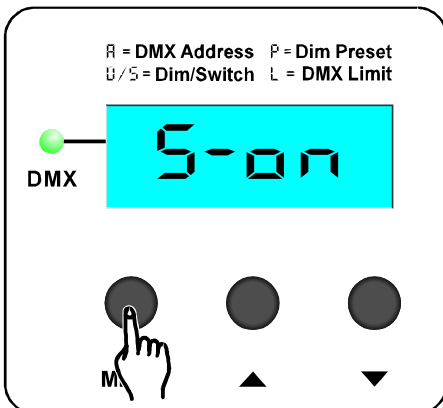 A = DMX Address P = Dim Preset
U/S = Dim/Switch L = DMX Limit
S-on
DMX
▲ ▼